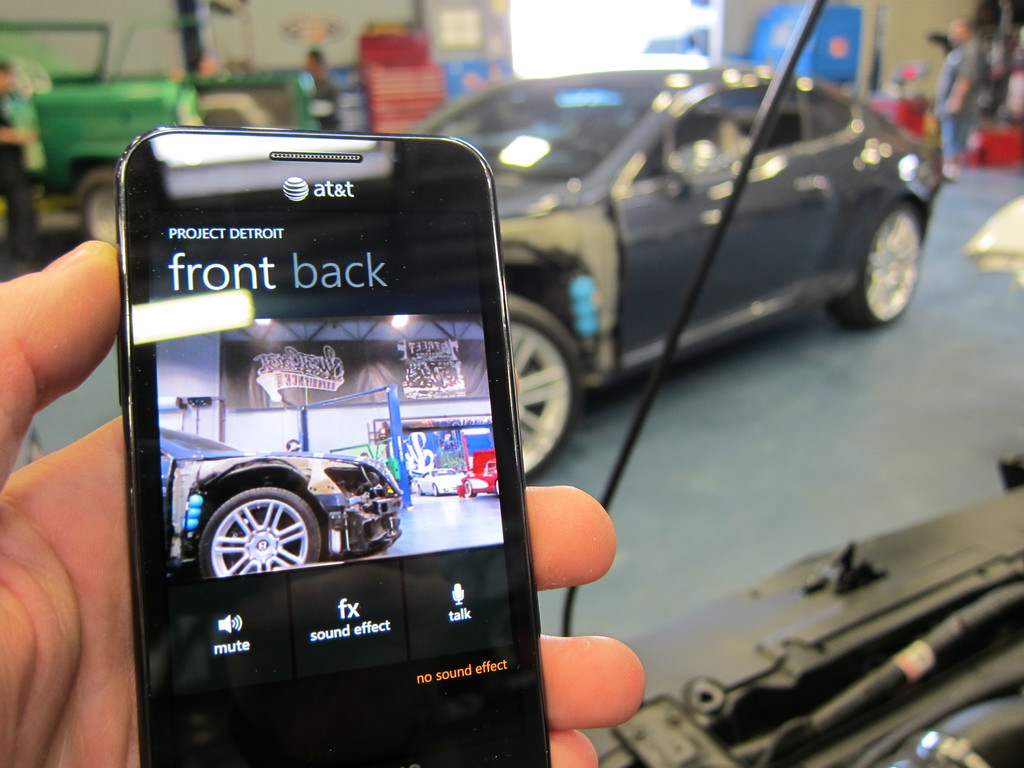 at&t
PROJECT DETROIT
front back
mute
fx
sound effect
talk
no sound effect